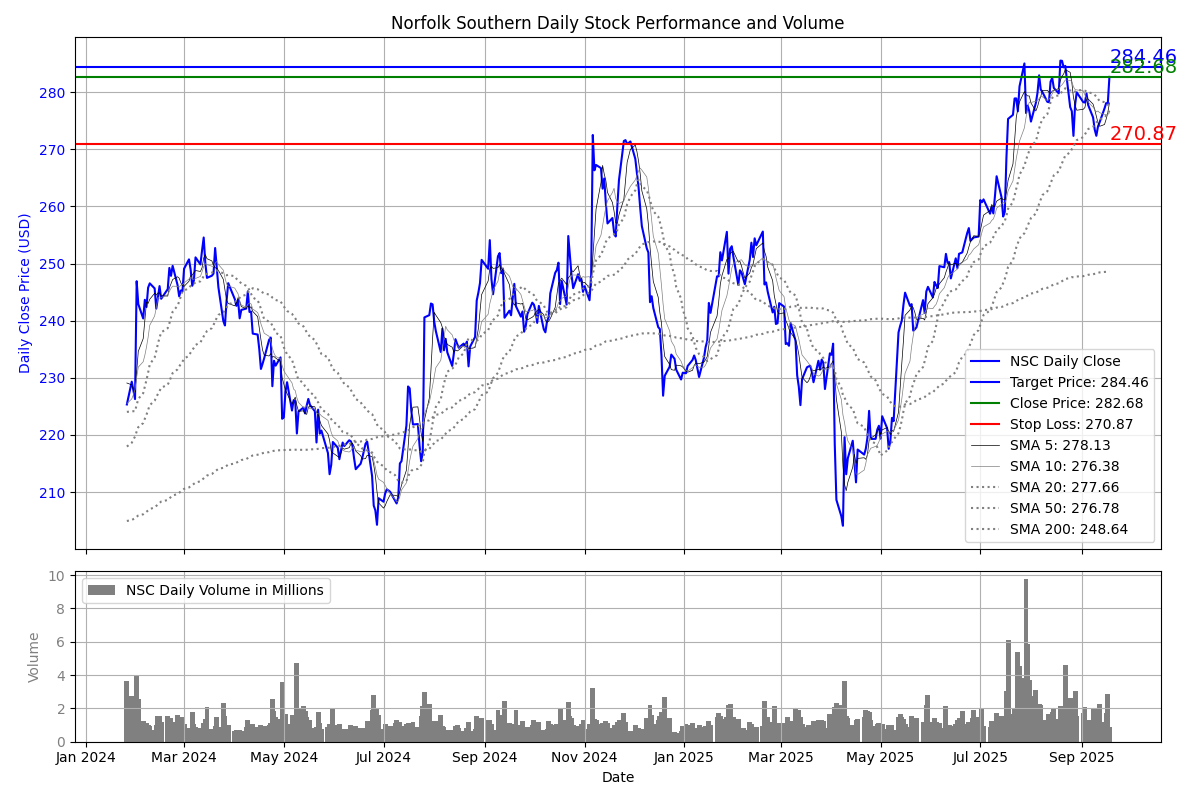 Norfolk Southern Daily Stock Performance and Volume
284.46
282.68
270.87
Daily Close Price (USD)
280
270
260
250
240
230
220
210
NSC Daily Close
Target Price: 284.46
Close Price: 282.68
Stop Loss: 270.87
SMA 5: 278.13
SMA 10: 276.38
SMA 20: 277.66
SMA 50: 276.78
SMA 200: 248.64
Volume
10
8
6
4
2
0
NSC Daily Volume in Millions
Jan 2024 Mar 2024 May 2024 Jul 2024 Sep 2024 Nov 2024 Jan 2025 Mar 2025 May 2025 Jul 2025 Sep 2025
Date